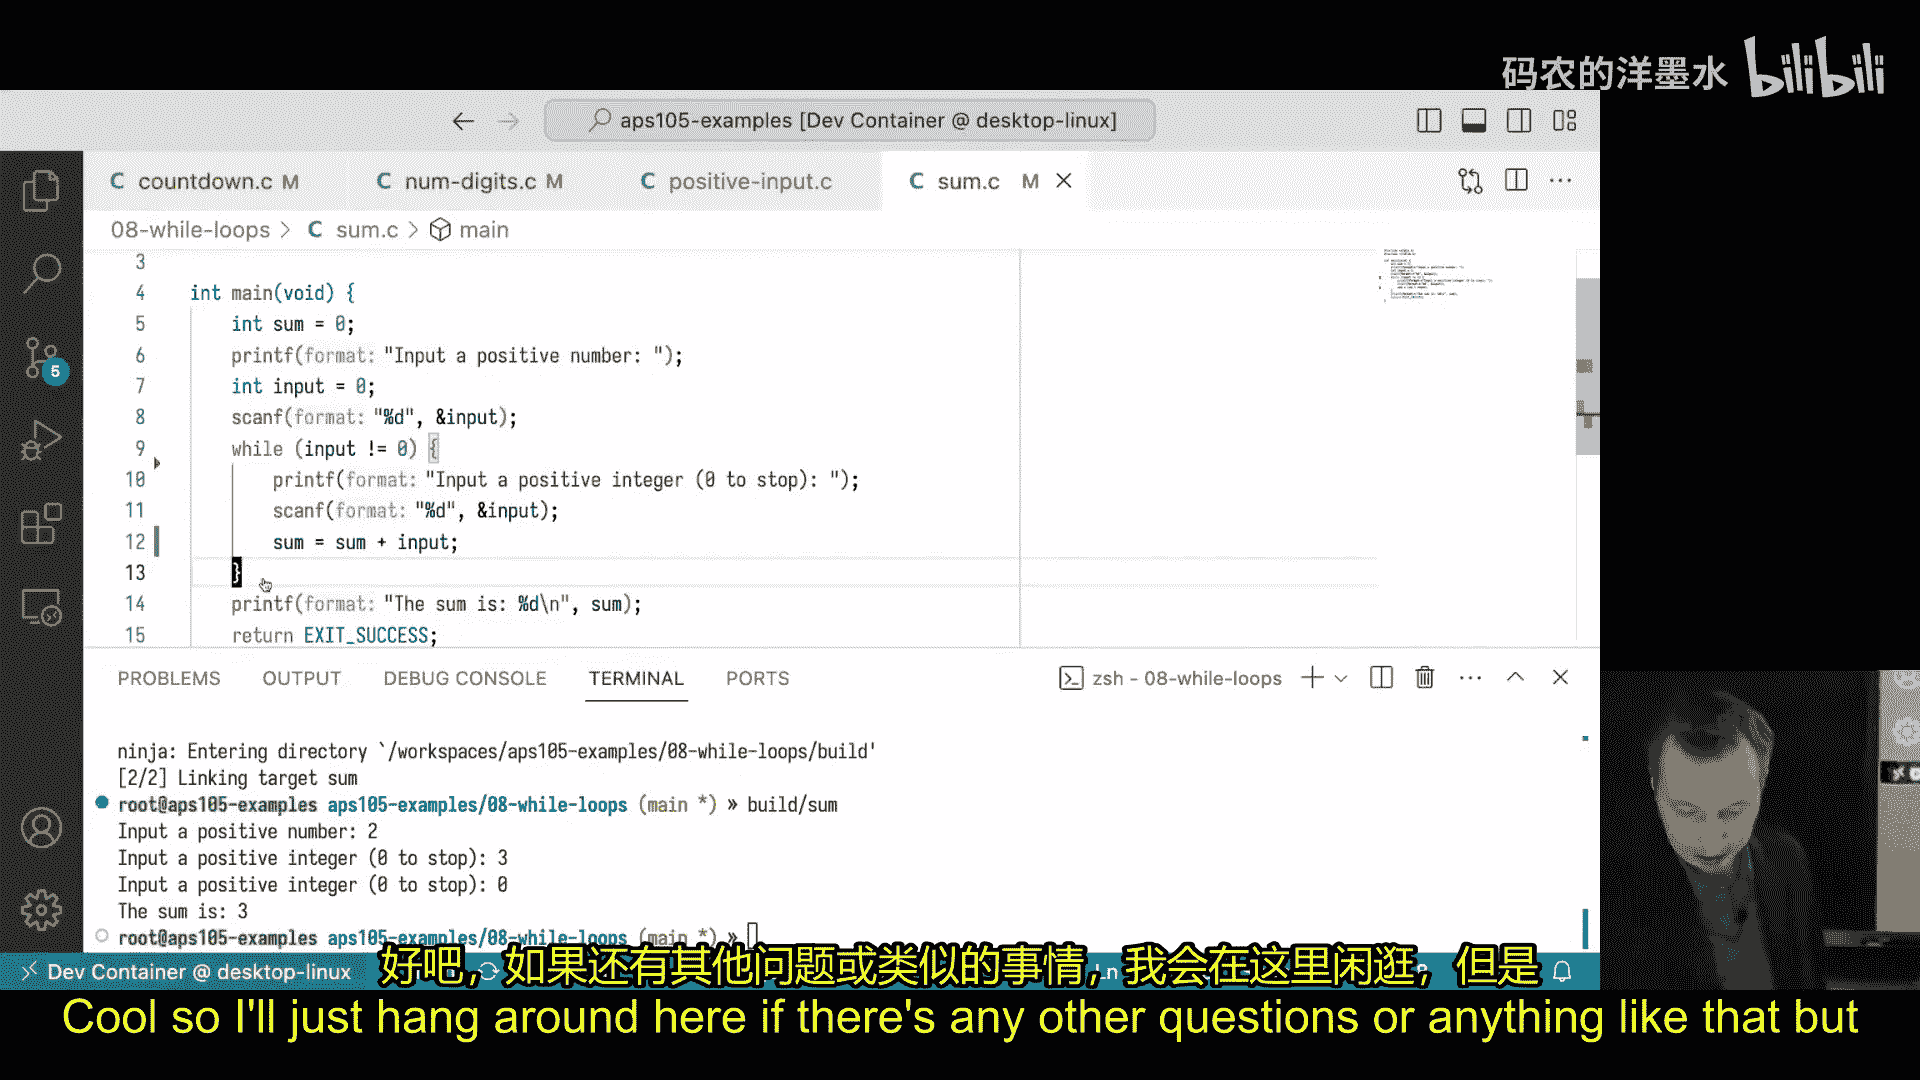 码农的洋墨水 bilibili
aps105-examples [Dev Container @ desktop-linux]
C countdown.c M C num-digits.c M C positive-input.c C sum.c M
08-while-loops > C sum.c > main
3
4 int main(void) {
5 int sum = 0;
6 printf(format: "Input a positive number: ");
7 int input = 0;
8 scanf(format: "%d", &input);
9 while (input != 0) {
10 printf(format: "Input a positive integer (0 to stop): ");
11 scanf(format: "%d", &input);
12 sum = sum + input;
13 }
14 printf(format: "The sum is: %d\n", sum);
15 return EXIT_SUCCESS;
5
PROBLEMS OUTPUT DEBUG CONSOLE TERMINAL PORTS zsh - 08-while-loops
ninja: Entering directory `/workspaces/aps105-examples/08-while-loops/build'
[2/2] Linking target sum
root@aps105-examples aps105-examples/08-while-loops (main *) » build/sum
Input a positive number: 2
Input a positive integer (0 to stop): 3
Input a positive integer (0 to stop): 0
The sum is: 3
root@aps105-examples aps105-examples/08-while-loops (main *) »
Dev Container @ desktop-linux
好吧，如果还有其他问题或类似的事情，我会在这里闲逛，但是
Cool so I'll just hang around here if there's any other questions or anything like that but